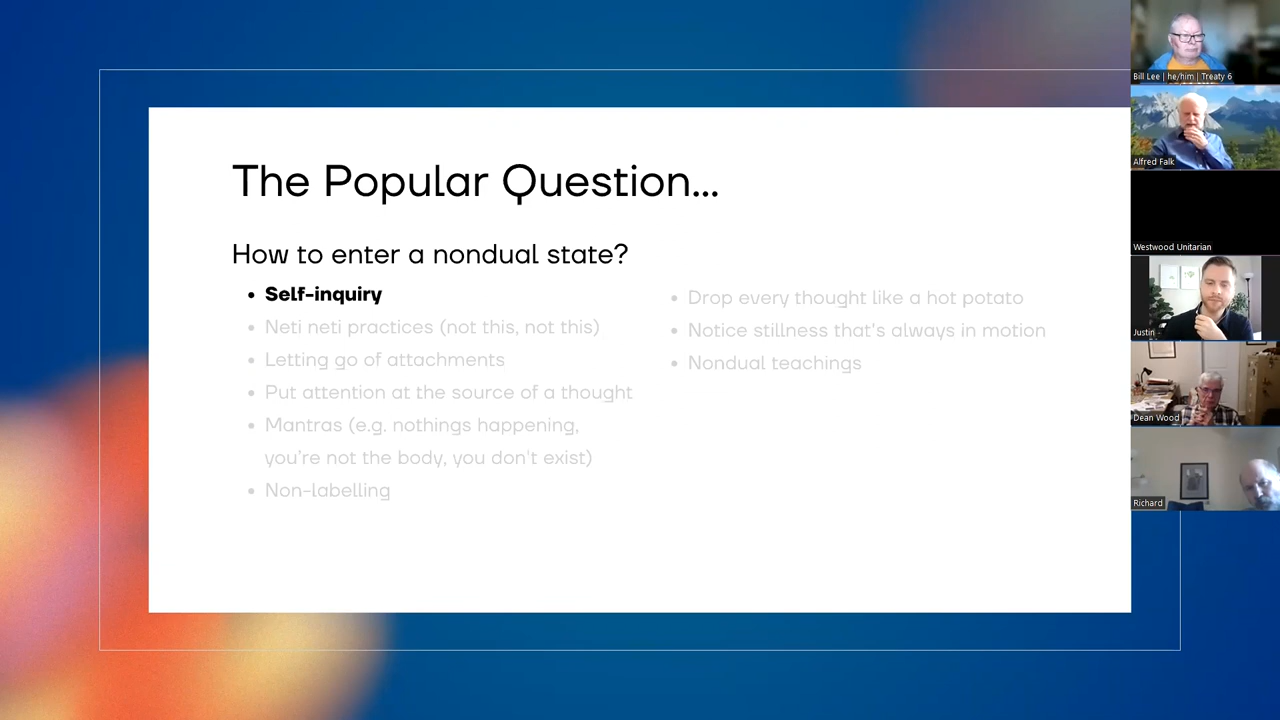 The Popular Question...
How to enter a nondual state?
• Self-inquiry
• Neti neti practices (not this, not this)
• Letting go of attachments
• Put attention at the source of a thought
• Mantras (e.g. nothings happening,
you're not the body, you don't exist)
• Non-labelling
• Drop every thought like a hot potato
• Notice stillness that's always in motion
• Nondual teachings
Bill Lee | he/him | Treaty 6
Alfred Falk
Westwood Unitarian
Justin
Dean Wood
Richard